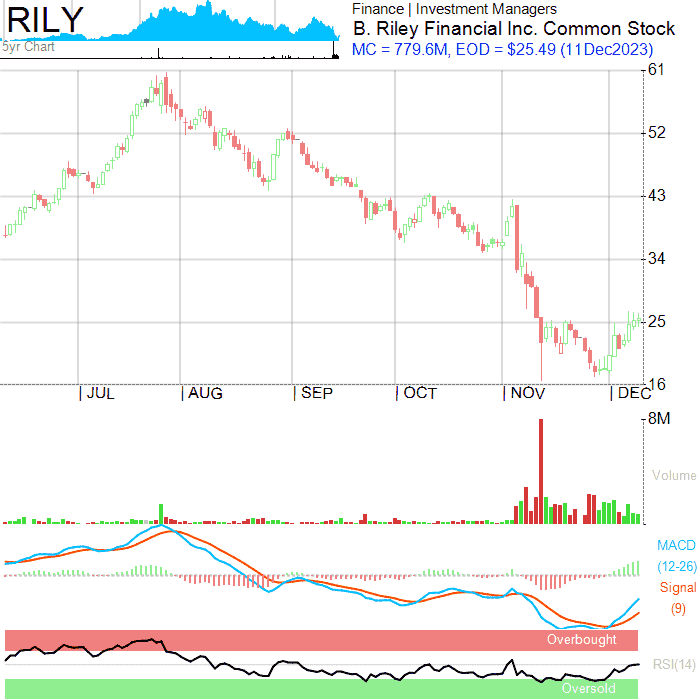 RILY
5yr Chart
Finance | Investment Managers
B. Riley Financial Inc. Common Stock
MC = 779.6M, EOD = $25.49 (11Dec2023)
61
52
43
34
25
16
JUL
AUG
SEP
OCT
NOV
DEC
8M
Volume
MACD
(12-26)
Signal
(9)
Overbought
RSI(14)
Oversold